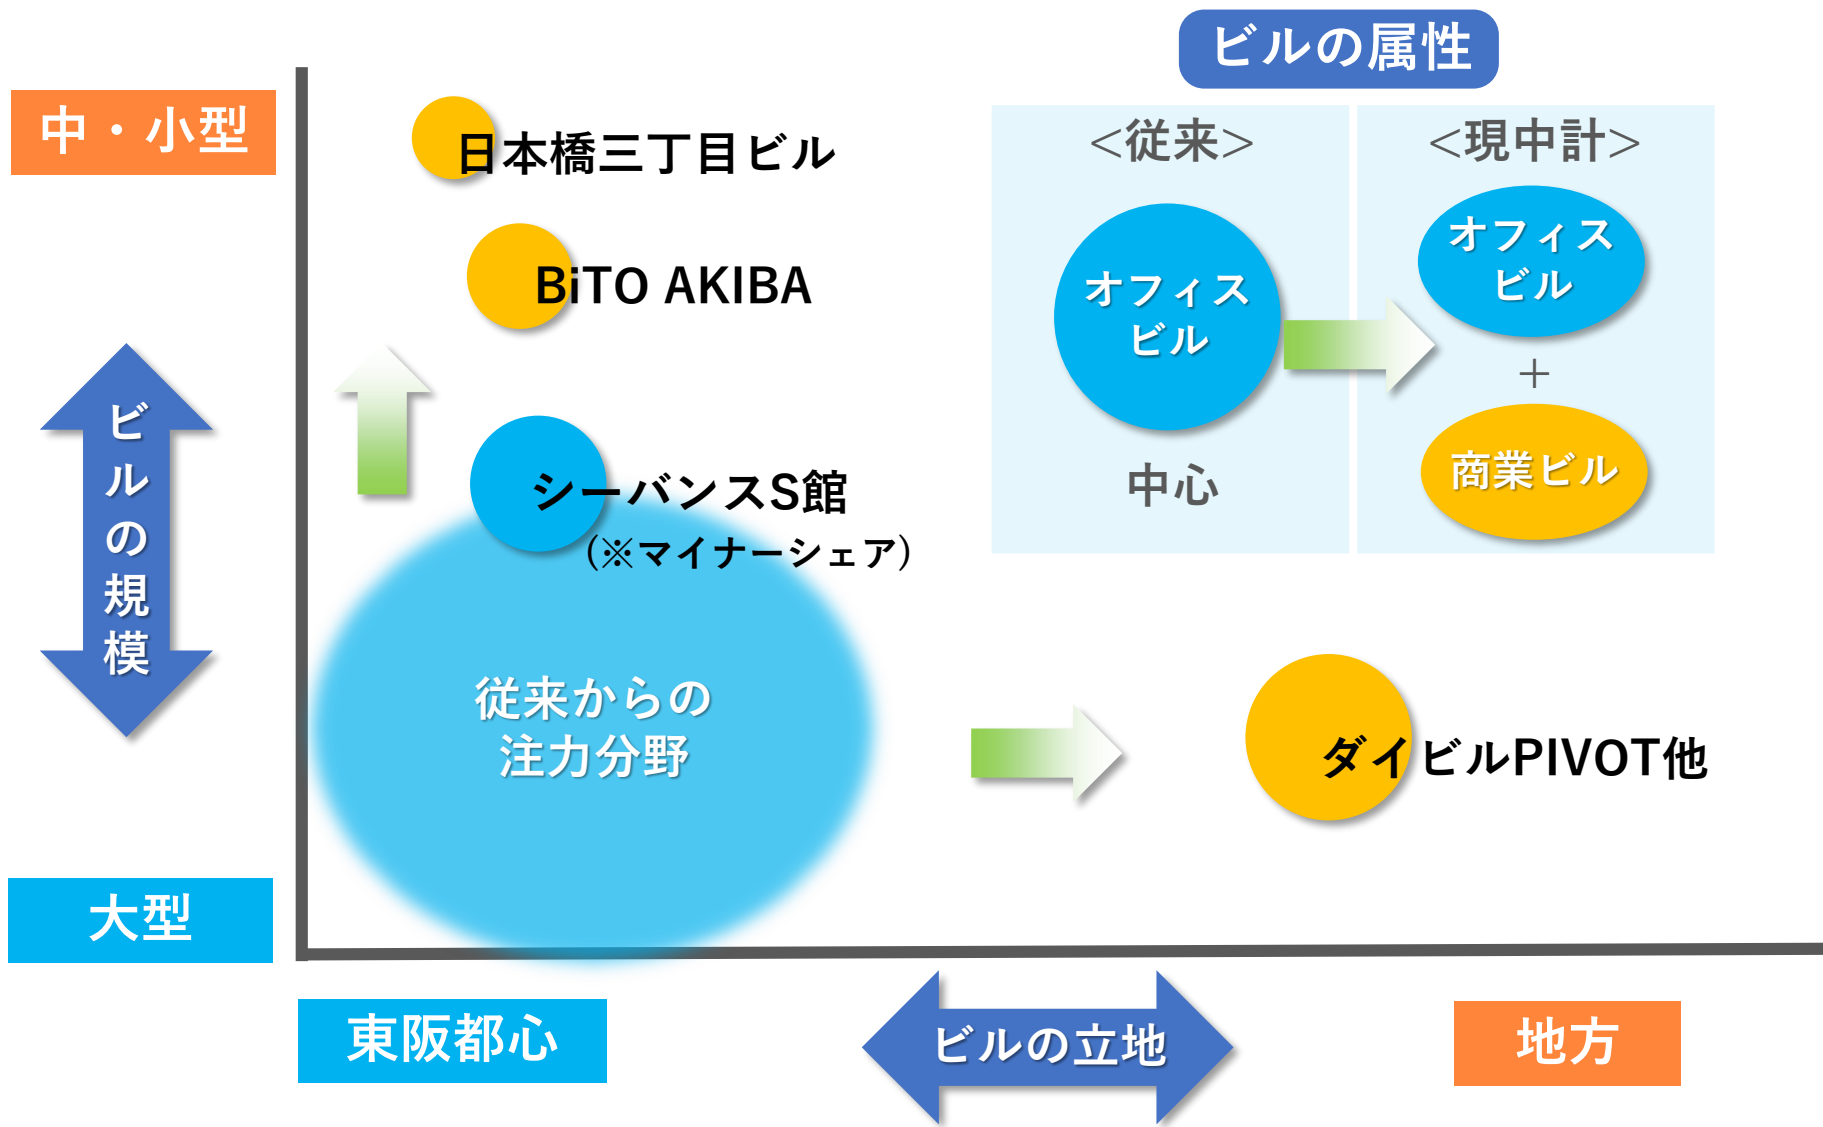 ビルの属性
中・小型
日本橋三丁目ビル
BiTO AKIBA
<従来>
<現中計>
オフィス
ビル
中心
オフィス
ビル
＋
商業ビル
ビルの規模
シーバンスS館
(※マイナーシェア)
従来からの
注力分野
ダイビルPIVOT他
大型
東阪都心
ビルの立地
地方